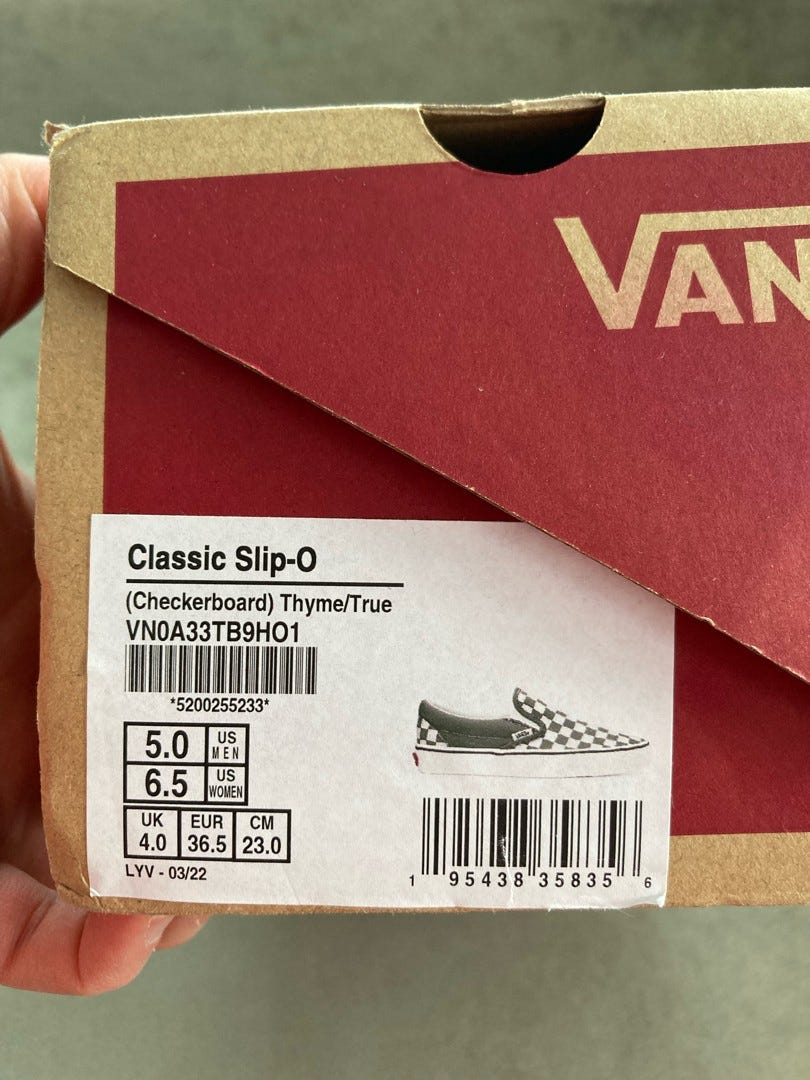 VAN
Classic Slip-O
(Checkerboard) Thyme/True
VN0A33TB9HO1
*5200255233*
5.0 US MEN
6.5 US WOMEN
UK EUR CM
4.0 36.5 23.0
LYV - 03/22
1 95438 35835 6